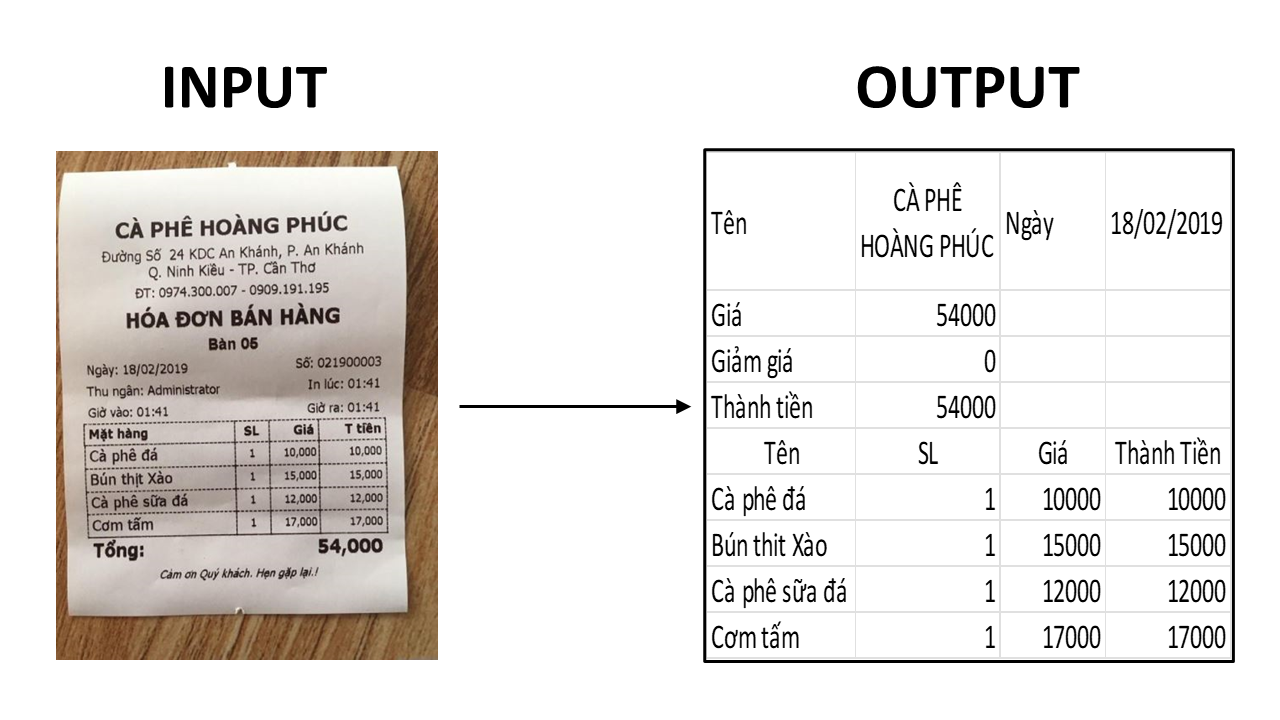 INPUT
OUTPUT
CÀ PHÊ HOÀNG PHÚC
Đường Số 24 KDC An Khánh, P. An Khánh
Q. Ninh Kiều - TP. Cần Thơ
ĐT: 0974.300.007 - 0909.191.195
HÓA ĐƠN BÁN HÀNG
Bàn 05
Ngày: 18/02/2019 Số: 021900003
Thu ngân: Administrator In lúc: 01:41
Giờ vào: 01:41 Giờ ra: 01:41
Mặt hàng SL Giá T tiền
Cà phê đá 1 10,000 10,000
Bún thịt Xào 1 15,000 15,000
Cà phê sữa đá 1 12,000 12,000
Cơm tấm 1 17,000 17,000
Tổng: 54,000
Cảm ơn Quý khách. Hẹn gặp lại.!
Tên CÀ PHÊ HOÀNG PHÚC Ngày 18/02/2019
Giá 54000
Giảm giá 0
Thành tiền 54000
Tên SL Giá Thành Tiền
Cà phê đá 1 10000 10000
Bún thit Xào 1 15000 15000
Cà phê sữa đá 1 12000 12000
Cơm tấm 1 17000 17000